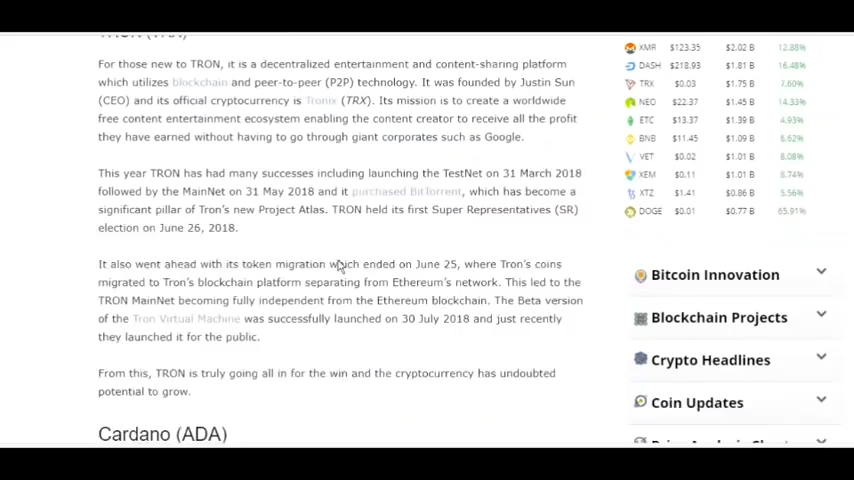 For those new to TRON, it is a decentralized entertainment and content-sharing platform
which utilizes blockchain and peer-to-peer (P2P) technology. It was founded by Justin Sun
(CEO) and its official cryptocurrency is Tronix (TRX). Its mission is to create a worldwide
free content entertainment ecosystem enabling the content creator to receive all the profit
they have earned without having to go through giant corporates such as Google.
This year TRON has had many successes including launching the TestNet on 31 March 2018
followed by the MainNet on 31 May 2018 and it purchased BitTorrent, which has become a
significant pillar of Tron's new Project Atlas. TRON held its first Super Representatives (SR)
election on June 26, 2018.
It also went ahead with its token migration which ended on June 25, where Tron's coins
migrated to Tron's blockchain platform separating from Ethereum's network. This led to the
TRON MainNet becoming fully independent from the Ethereum blockchain. The Beta version
of the Tron Virtual Machine was successfully launched on 30 July 2018 and just recently
they launched it for the public.
From this, TRON is truly going all in for the win and the cryptocurrency has undoubted
potential to grow.
Cardano (ADA)
XMR $123.35 $2.02 B 12.88%
DASH $218.93 $1.81 B 16.48%
TRX $0.03 $1.75 B 7.60%
NEO $22.37 $1.45 B 14.33%
ETC $13.37 $1.39 B 4.93%
BNB $11.45 $1.09 B 6.62%
VET $0.02 $1.01 B 8.08%
XEM $0.11 $1.01 B 8.74%
XTZ $1.41 $0.86 B 5.56%
DOGE $0.01 $0.77 B 65.91%
Bitcoin Innovation
Blockchain Projects
Crypto Headlines
Coin Updates